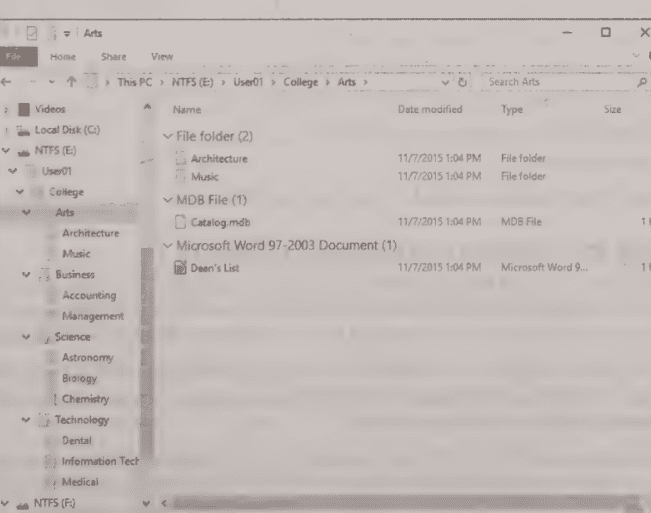 Arts
File Home Share View
This PC > NTFS (E:) > User01 > College > Arts > Search Arts
Name Date modified Type Size
Videos
Local Disk (C:)
NTFS (E:)
User01
College
Arts
Architecture
Music
Business
Accounting
Management
Science
Astronomy
Biology
Chemistry
Technology
Dental
Information Tech
Medical
NTFS (F:)
File folder (2)
Architecture 11/7/2015 1:04 PM File folder
Music 11/7/2015 1:04 PM File folder
MDB File (1)
Catalog.mdb 11/7/2015 1:04 PM MDB File 1
Microsoft Word 97-2003 Document (1)
Dean's List 11/7/2015 1:04 PM Microsoft Word 9... 1